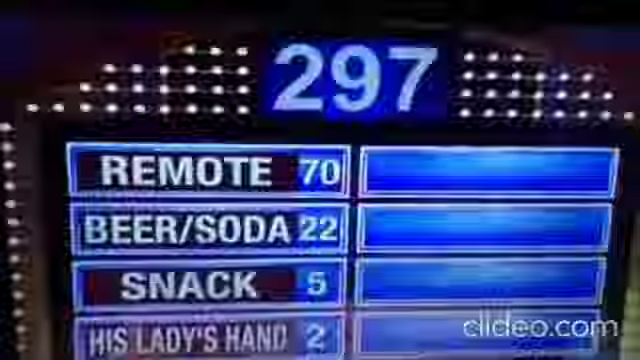 297
REMOTE 70
BEER/SODA 22
SNACK 5
HIS LADY'S HAND 2
clideo.com